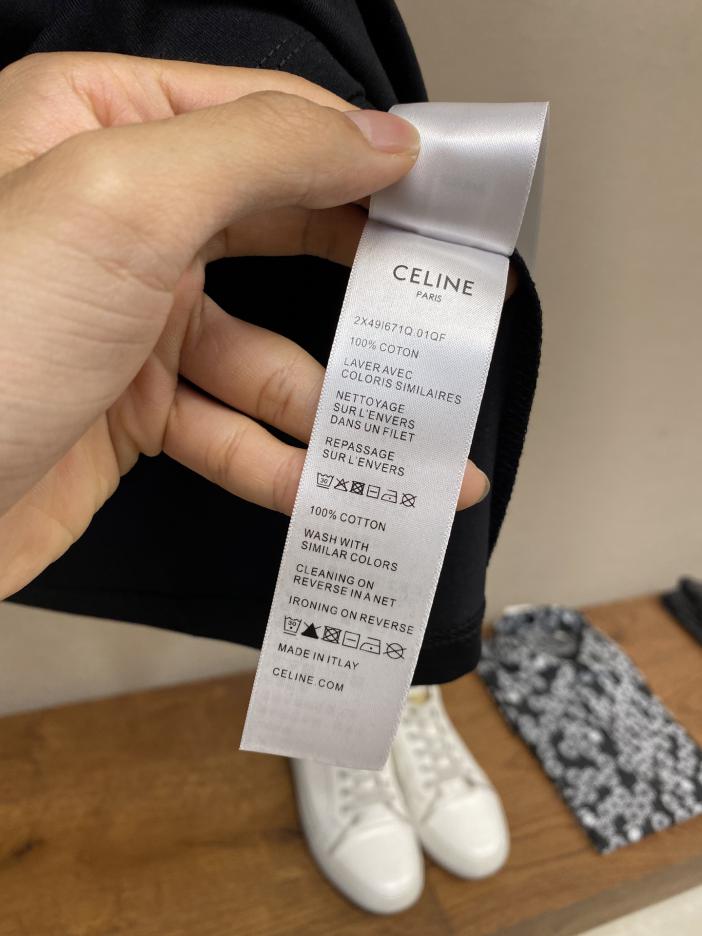 CELINE
PARIS
2X49I671Q.01QF
100% COTON
LAVER AVEC
COLORIS SIMILAIRES
NETTOYAGE
SUR L'ENVERS
DANS UN FILET
REPASSAGE
SUR L'ENVERS
30
100% COTTON
WASH WITH
SIMILAR COLORS
CLEANING ON
REVERSE IN A NET
IRONING ON REVERSE
30
MADE IN ITLAY
CELINE.COM